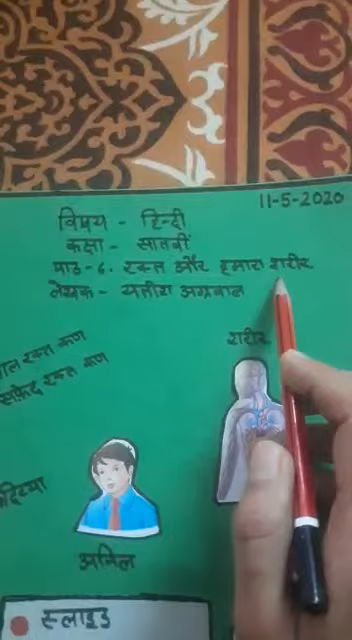 11-5-2020
विषय - हिन्दी
कक्षा - सातवीं
पाठ-6. रक्त और हमारा शरीर
लेखक - यतीश अग्रवाल
शरीर
रक्त कण
सफ़ेद रक्त कण
अनिल
स्लाइड